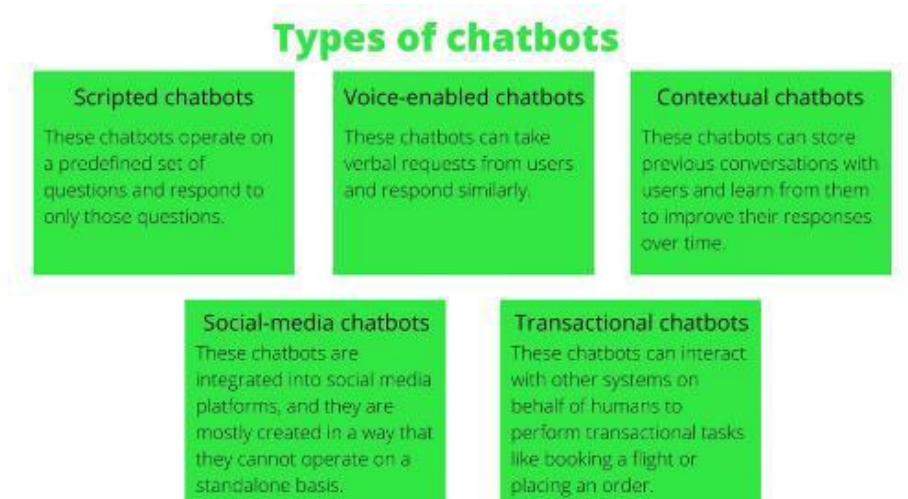 Types of chatbots
Scripted chatbots
These chatbots operate on
a predefined set of
questions and respond to
only those questions.
Voice-enabled chatbots
These chatbots can take
verbal requests from users
and respond similarly.
Contextual chatbots
These chatbots can store
previous conversations with
users and learn from them
to improve their responses
over time.
Social-media chatbots
These chatbots are
integrated into social media
platforms, and they are
mostly created in a way that
they cannot operate on a
standalone basis.
Transactional chatbots
These chatbots can interact
with other systems on
behalf of humans to
perform transactional tasks
like booking a flight or
placing an order.